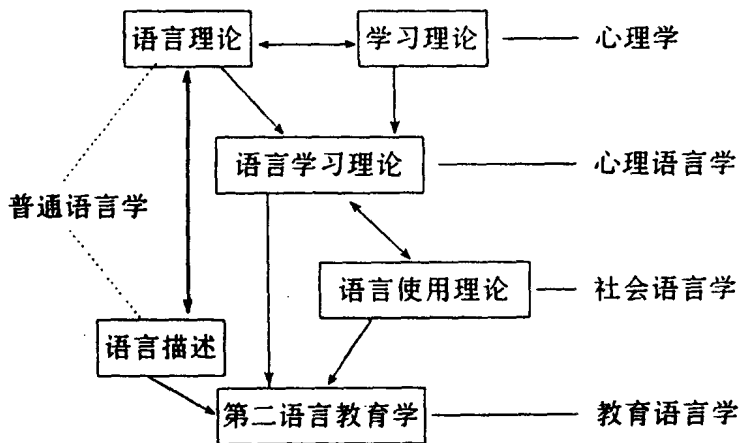 语言理论
学习理论
心理学
语言学习理论
心理语言学
普通语言学
语言使用理论
社会语言学
语言描述
第二语言教育学
教育语言学